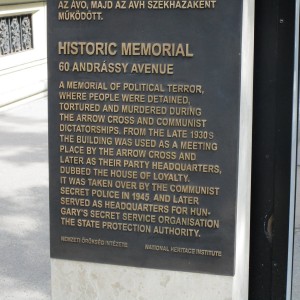 AZ ÁVO, MAJD AZ ÁVH SZÉKHÁZAKÉNT
MŰKÖDÖTT.
HISTORIC MEMORIAL
60 ANDRÁSSY AVENUE
A MEMORIAL OF POLITICAL TERROR,
WHERE PEOPLE WERE DETAINED,
TORTURED AND MURDERED DURING
THE ARROW CROSS AND COMMUNIST
DICTATORSHIPS. FROM THE LATE 1930'S
THE BUILDING WAS USED AS A MEETING
PLACE BY THE ARROW CROSS AND
LATER AS THEIR PARTY HEADQUARTERS,
DUBBED THE HOUSE OF LOYALTY.
IT WAS TAKEN OVER BY THE COMMUNIST
SECRET POLICE IN 1945 AND LATER
SERVED AS HEADQUARTERS FOR HUN-
GARY'S SECRET SERVICE ORGANISATION
THE STATE PROTECTION AUTHORITY.
NEMZETI ÖRÖKSÉG INTÉZETE NATIONAL HERITAGE INSTITUTE